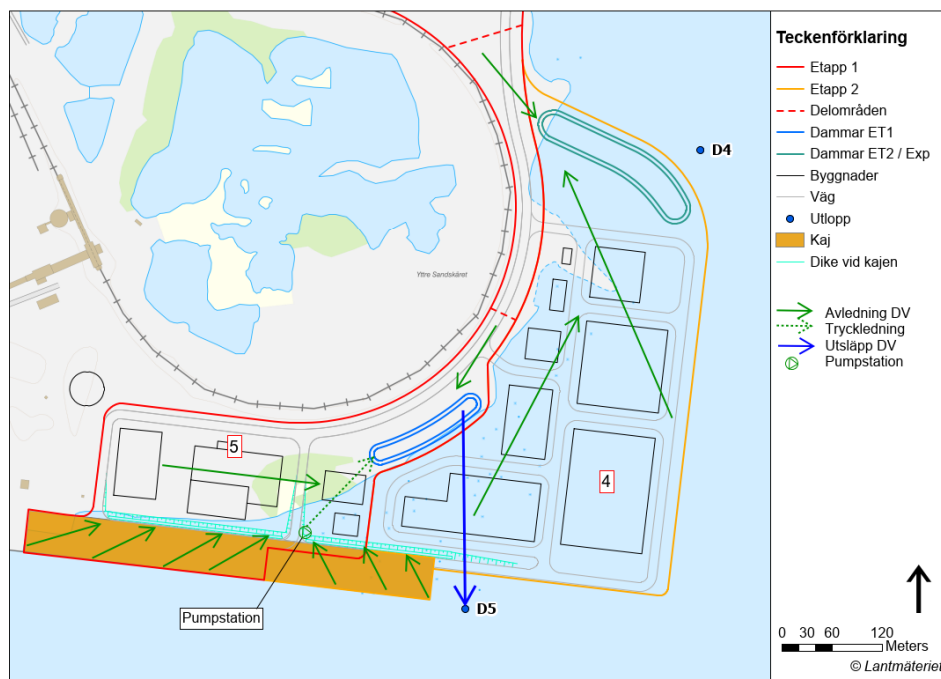 D4
Yttre Sandskäret
5
4
Pumpstation
D5
Teckenförklaring
Etapp 1
Etapp 2
Delområden
Dammar ET1
Dammar ET2 / Exp
Byggnader
Väg
Utlopp
Kaj
Dike vid kajen
Avledning DV
Tryckledning
Utsläpp DV
Pumpstation
0 30 60 120
Meters
© Lantmäteriet